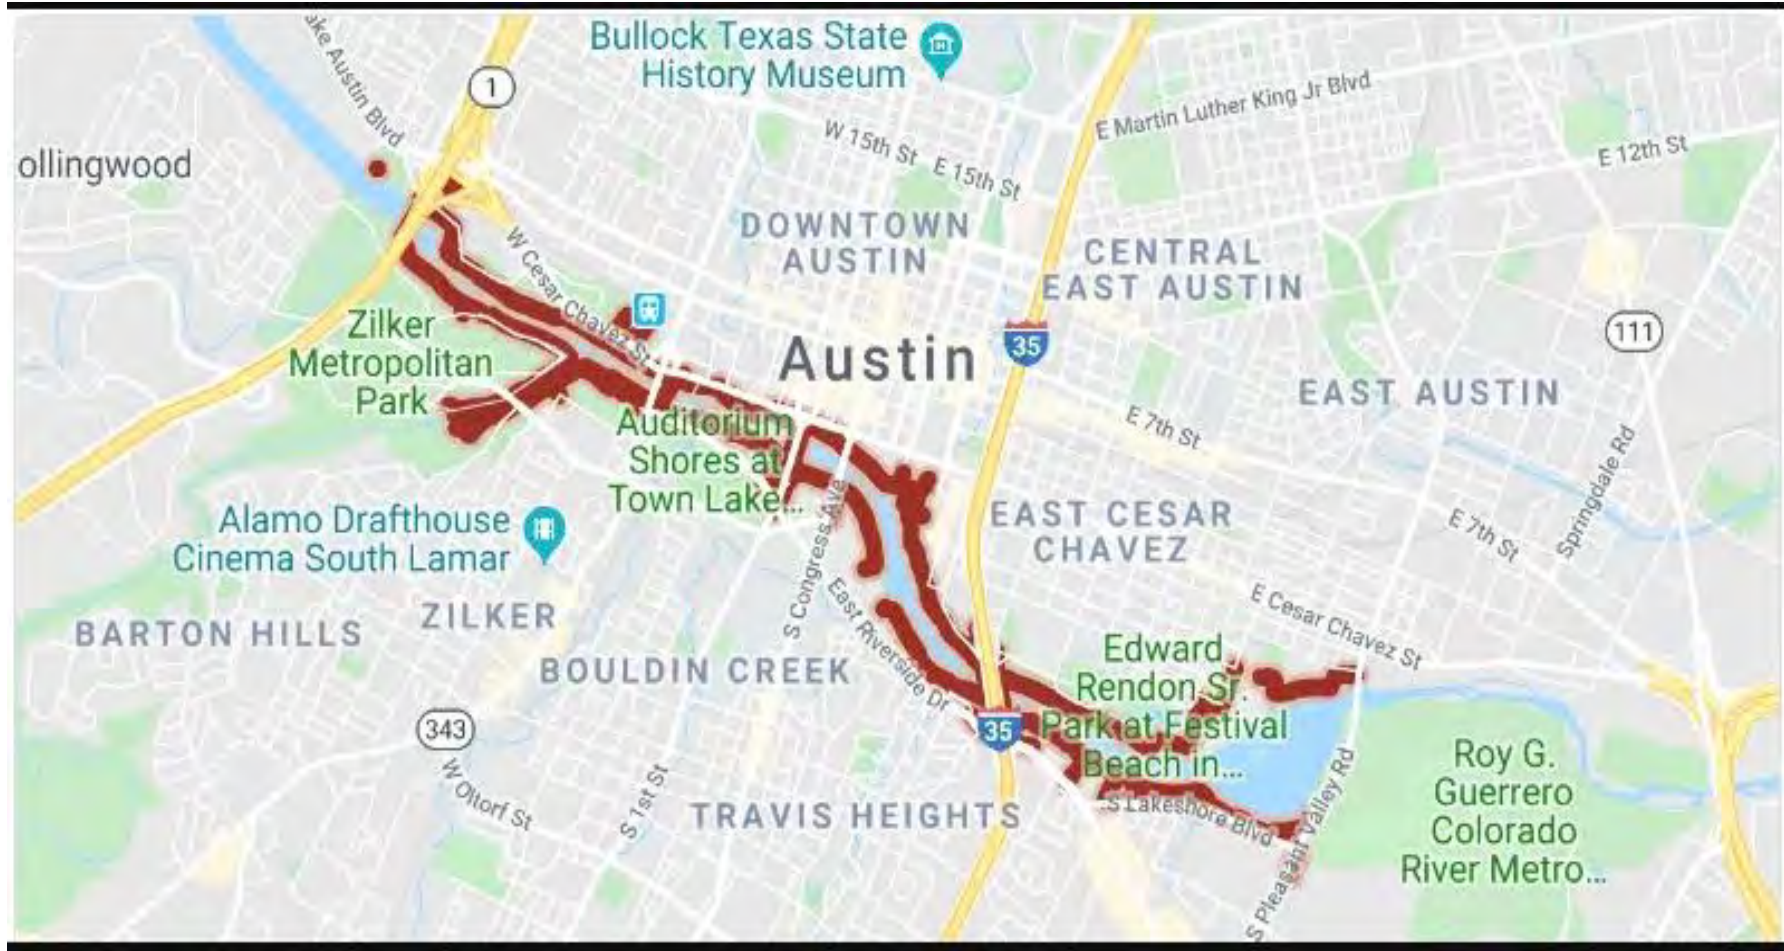 ake Austin Blvd
1
Bullock Texas State
History Museum
E Martin Luther King Jr Blvd
W 15th St
E 15th St
E 12th St
ollingwood
DOWNTOWN
AUSTIN
CENTRAL
EAST AUSTIN
W Cesar Chavez St
Zilker
Metropolitan
Park
Austin
35
111
EAST AUSTIN
E 7th St
Auditorium
Shores at
Town Lake...
Springdale Rd
Alamo Drafthouse
Cinema South Lamar
EAST CESAR
CHAVEZ
E 7th St
S Congress Ave
East Riverside Dr
E Cesar Chavez St
BARTON HILLS
ZILKER
BOULDIN CREEK
Edward
Rendon Sr.
Park at Festival
Beach in...
343
35
W Oltorf St
S 1st St
TRAVIS HEIGHTS
S Lakeshore Blvd
S Pleasant Valley Rd
Roy G.
Guerrero
Colorado
River Metro...